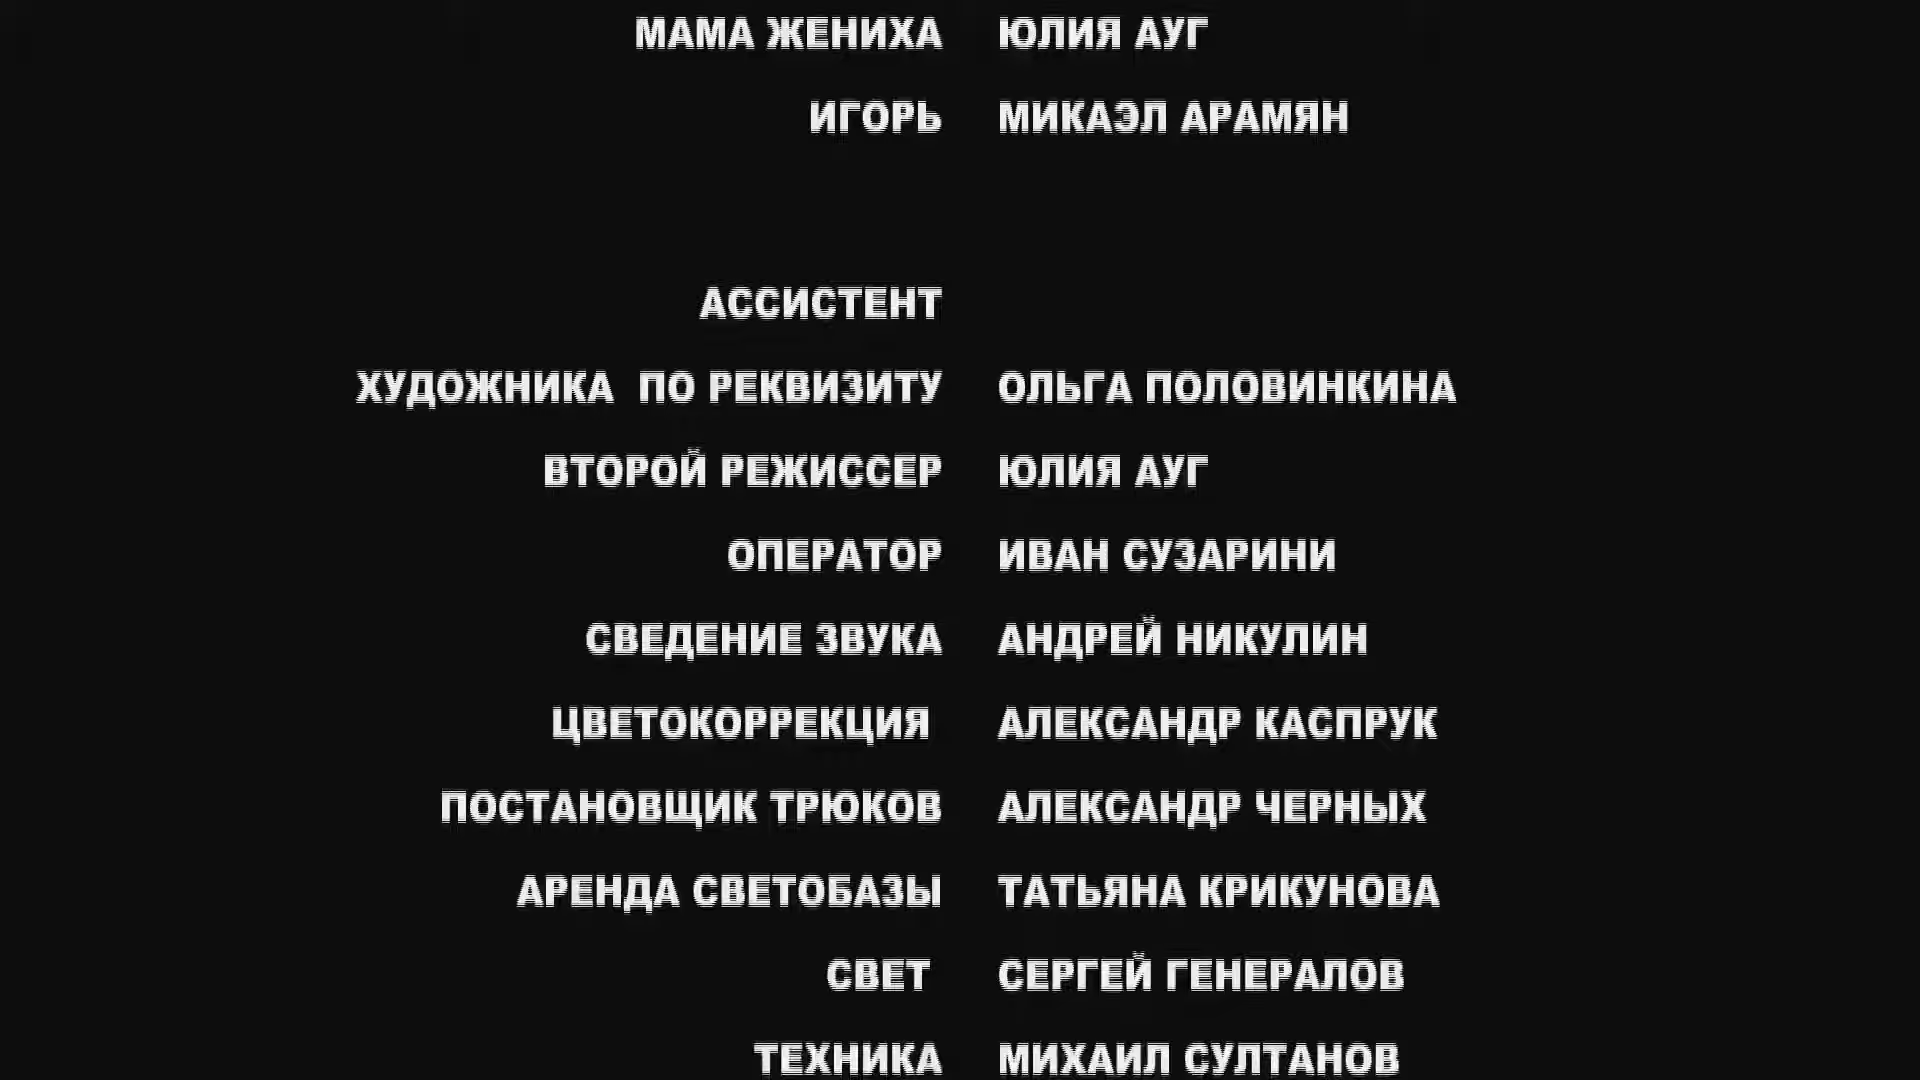 МАМА ЖЕНИХА ЮЛИЯ АУГ
ИГОРЬ МИКАЭЛ АРАМЯН
АССИСТЕНТ
ХУДОЖНИКА ПО РЕКВИЗИТУ ОЛЬГА ПОЛОВИНКИНА
ВТОРОЙ РЕЖИССЕР ЮЛИЯ АУГ
ОПЕРАТОР ИВАН СУЗАРИНИ
СВЕДЕНИЕ ЗВУКА АНДРЕЙ НИКУЛИН
ЦВЕТОКОРРЕКЦИЯ АЛЕКСАНДР КАСПРУК
ПОСТАНОВЩИК ТРЮКОВ АЛЕКСАНДР ЧЕРНЫХ
АРЕНДА СВЕТОБАЗЫ ТАТЬЯНА КРИКУНОВА
СВЕТ СЕРГЕЙ ГЕНЕРАЛОВ
ТЕХНИКА МИХАИЛ СУЛТАНОВ